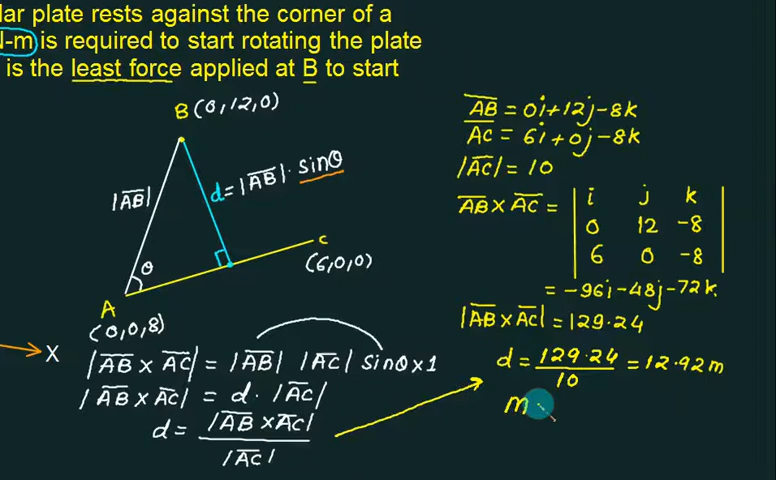 lar plate rests against the corner of a
N-m is required to start rotating the plate
is the least force applied at B to start
B (0,12,0)
|AB|
d=|AB|. sinθ
θ
C
(6,0,0)
A
(0,0,8)
X
|AB × AC| = |AB| |AC| sinθ×1
|AB × AC| = d. |AC|
d = |AB × AC|
|AC|
AB = 0i+12j-8k
AC = 6i+0j-8k
|AC| = 10
AB × AC = | i j k |
0 12 -8
6 0 -8
= -96i-48j-72k
|AB × AC| = 129.24
d = 129.24 = 12.92m
10
m